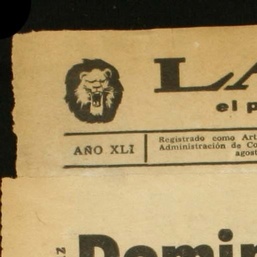 LA
el p
AÑO XLI
Registrado como Art
Administración de Co
agost
Domin